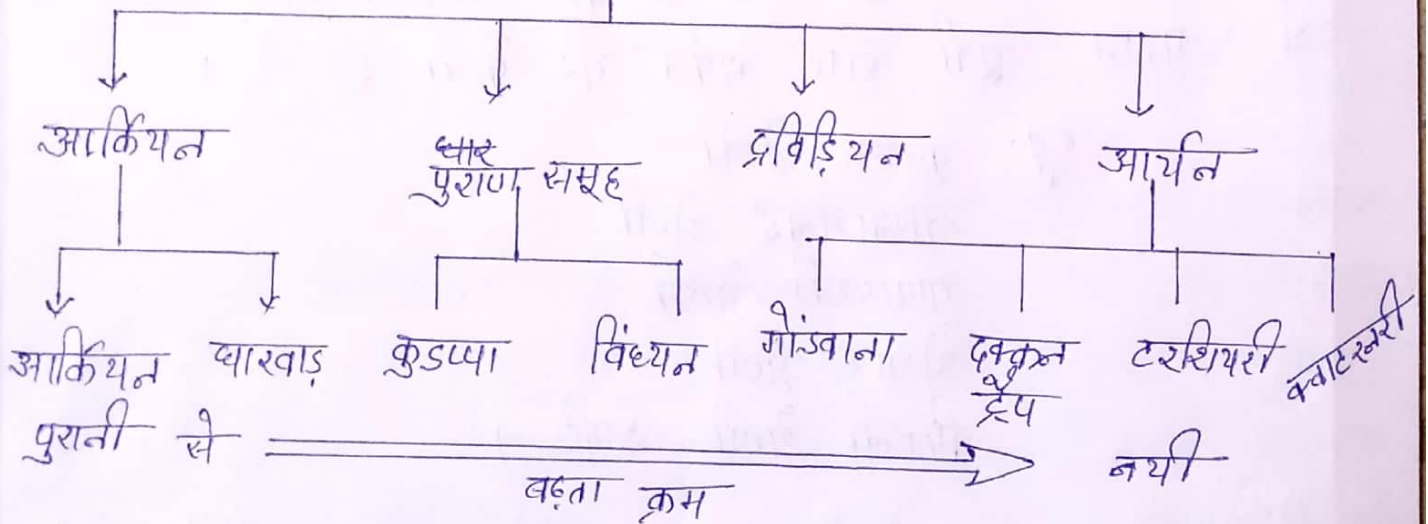 आर्कियन
धार
पुराण समूह
द्रविड़ियन
आर्यन
आर्कियन
धारवाड़
कुडप्पा
विंध्यन
गोंडवाना
दक्कन
ट्रैप
टरशियरी
क्वाटरनरी
पुरानी से
बढ़ता क्रम
नयी